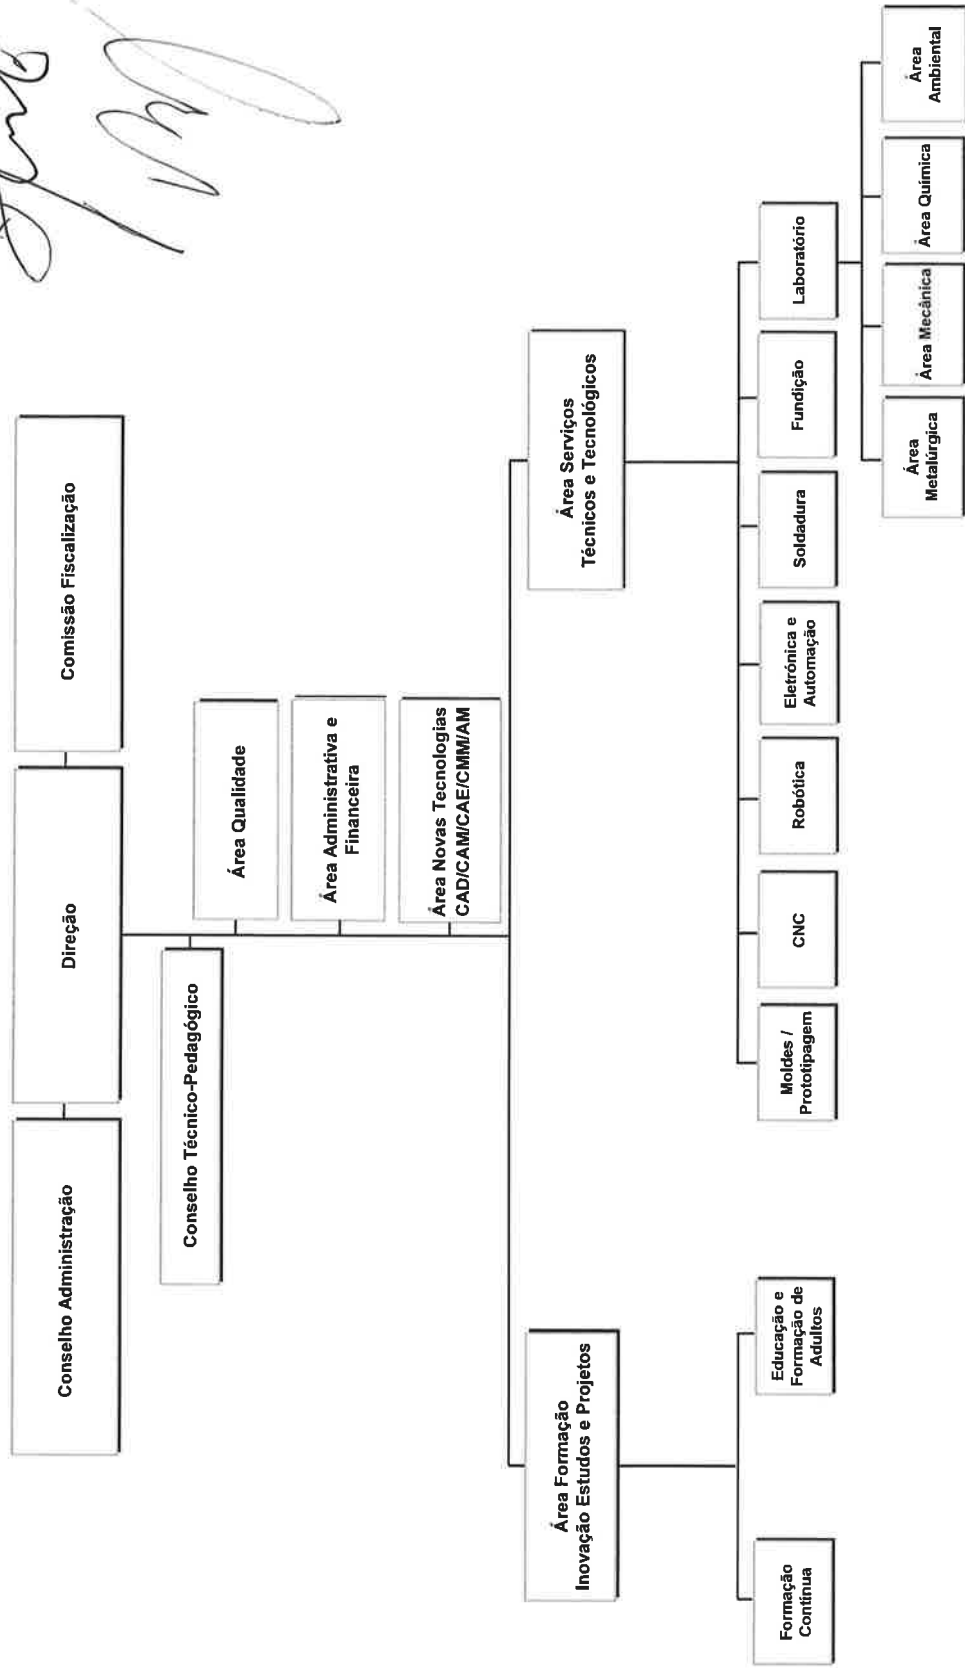 Conselho Administração
Direção
Comissão Fiscalização
Conselho Técnico-Pedagógico
Área Qualidade
Área Administrativa e
Financeira
Área Novas Tecnologias
CAD/CAM/CAE/CMM/AM
Área Formação
Inovação Estudos e Projetos
Área Serviços
Técnicos e Tecnológicos
Formação
Contínua
Educação e
Formação de
Adultos
Moldes /
Prototipagem
CNC
Robótica
Eletrónica e
Automação
Soldadura
Fundição
Laboratório
Área
Metalúrgica
Área Mecânica
Área Química
Área
Ambiental